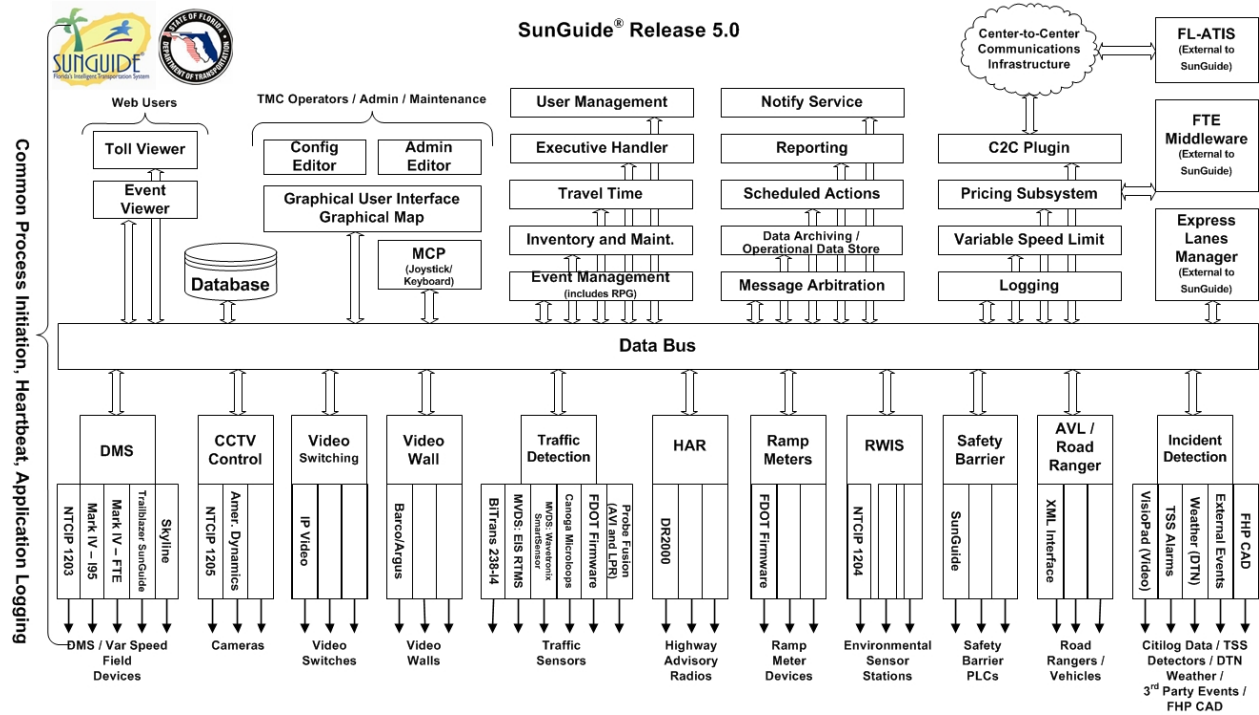 SunGuide® Release 5.0
SUNGUIDE®
Florida's Intelligent Transportation System
STATE OF FLORIDA
DEPARTMENT OF TRANSPORTATION
Common Process Initiation, Heartbeat, Application Logging
Web Users
Toll Viewer
Event
Viewer
TMC Operators / Admin / Maintenance
Config
Editor
Admin
Editor
Graphical User Interface
Graphical Map
Database
MCP
(Joystick/
Keyboard)
User Management
Executive Handler
Travel Time
Inventory and Maint.
Event Management
(includes RPG)
Notify Service
Reporting
Scheduled Actions
Data Archiving /
Operational Data Store
Message Arbitration
Center-to-Center
Communications
Infrastructure
C2C Plugin
Pricing Subsystem
Variable Speed Limit
Logging
FL-ATIS
(External to
SunGuide)
FTE
Middleware
(External to
SunGuide)
Express
Lanes
Manager
(External to
SunGuide)
Data Bus
DMS
NTCIP 1203
Mark IV – I95
Mark IV – FTE
Trailblazer SunGuide
Skyline
DMS / Var Speed
Field
Devices
CCTV
Control
NTCIP 1205
Amer. Dynamics
Cameras
Video
Switching
IP Video
Video
Switches
Video
Wall
Barco/Argus
Video
Walls
Traffic
Detection
BiTrans 238-I4
MVDS: EIS RTMS
MVDS: Wavetronix
SmartSensor
Canoga Microloops
FDOT Firmware
Probe Fusion
(AVI and LPR)
Traffic
Sensors
HAR
DR2000
Highway
Advisory
Radios
Ramp
Meters
FDOT Firmware
Ramp
Meter
Devices
RWIS
NTCIP 1204
Environmental
Sensor
Stations
Safety
Barrier
SunGuide
Safety
Barrier
PLCs
AVL /
Road
Ranger
XML Interface
Road
Rangers /
Vehicles
Incident
Detection
VisioPad (Video)
TSS Alarms
Weather (DTN)
External Events
FHP CAD
Citilog Data / TSS
Detectors / DTN
Weather /
3rd Party Events /
FHP CAD